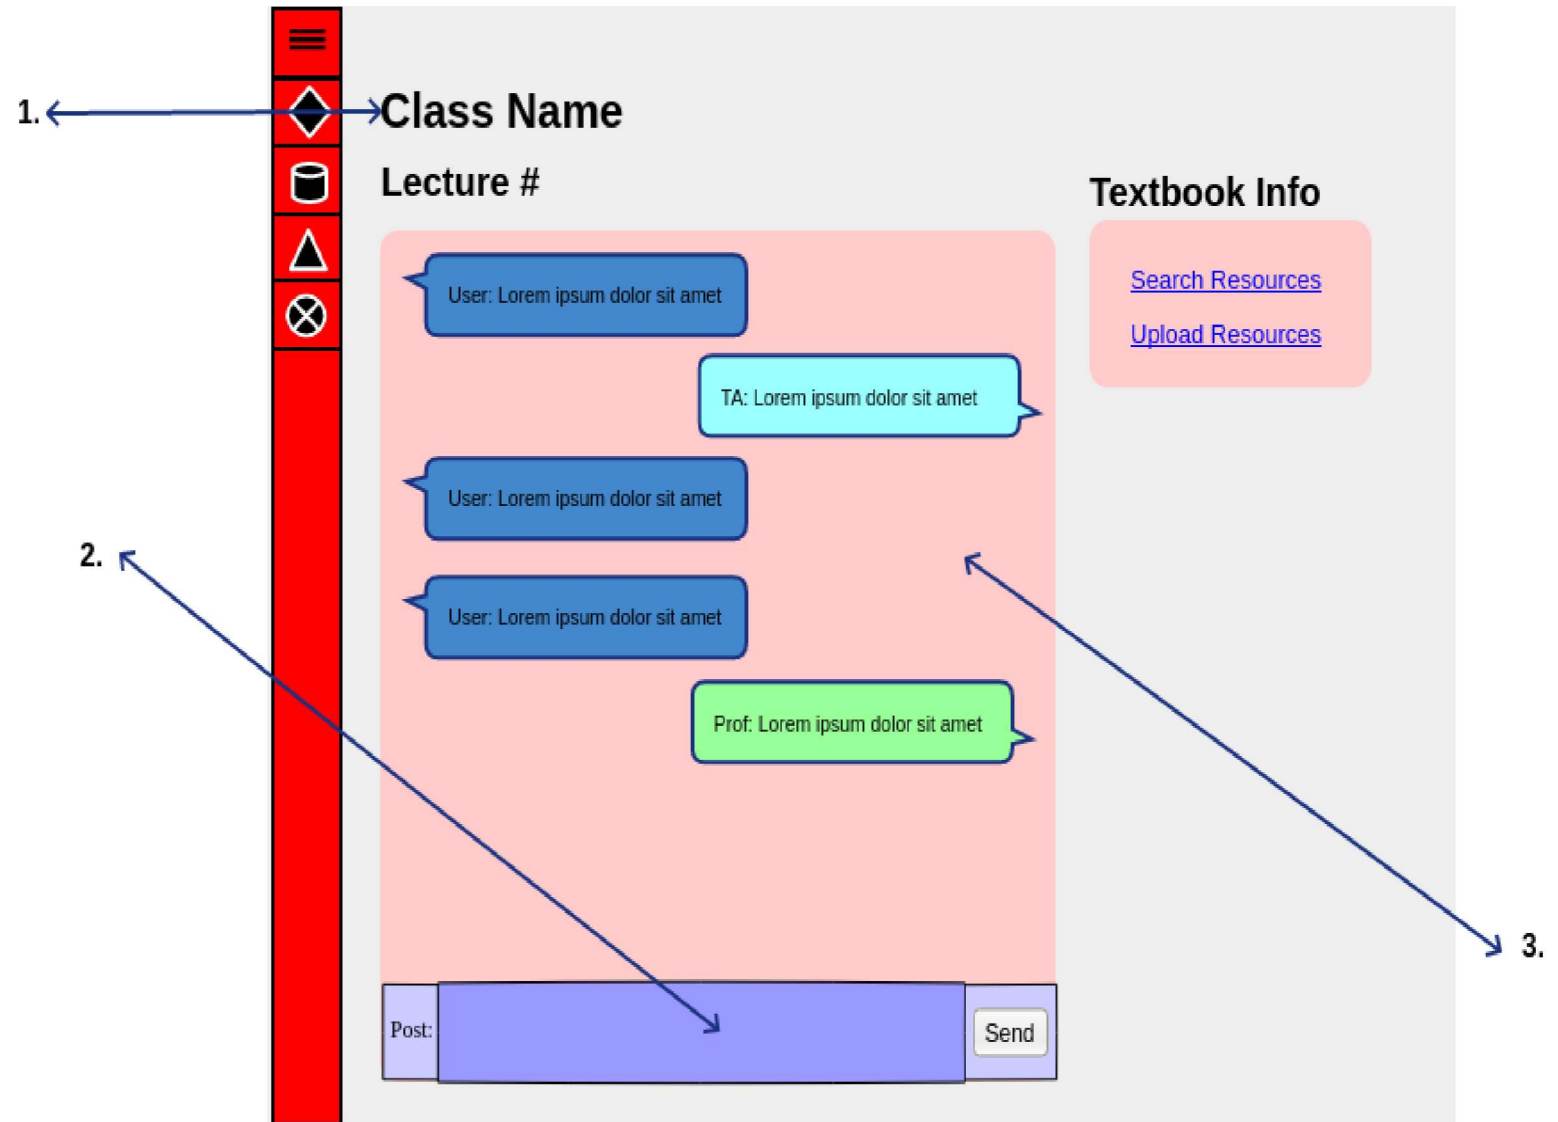 1.
Class Name
Lecture #
Textbook Info
Search Resources
Upload Resources
User: Lorem ipsum dolor sit amet
TA: Lorem ipsum dolor sit amet
User: Lorem ipsum dolor sit amet
2.
User: Lorem ipsum dolor sit amet
Prof: Lorem ipsum dolor sit amet
3.
Post:
Send